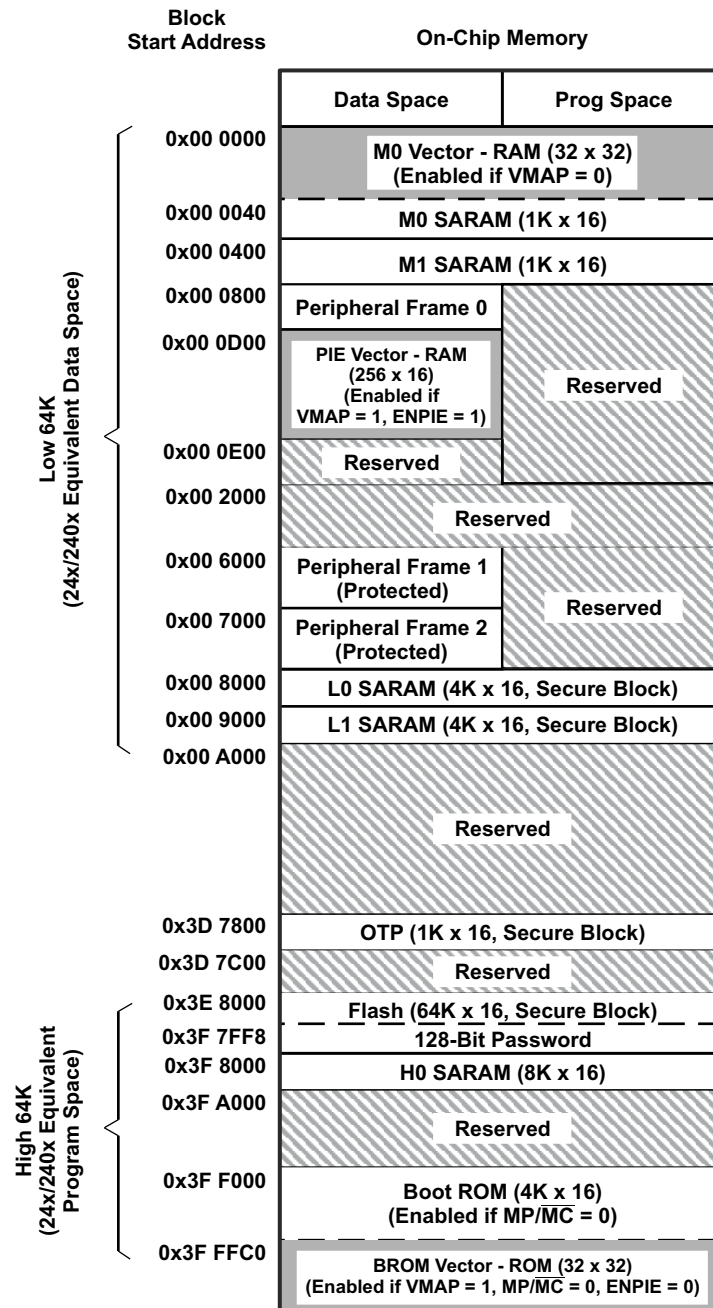 Block
Start Address
On-Chip Memory
Data Space
Prog Space
0x00 0000
M0 Vector - RAM (32 x 32)
(Enabled if VMAP = 0)
0x00 0040
M0 SARAM (1K x 16)
0x00 0400
M1 SARAM (1K x 16)
0x00 0800
Peripheral Frame 0
Reserved
0x00 0D00
PIE Vector - RAM
(256 x 16)
(Enabled if
VMAP = 1, ENPIE = 1)
0x00 0E00
Reserved
0x00 2000
Reserved
0x00 6000
Peripheral Frame 1
(Protected)
Reserved
0x00 7000
Peripheral Frame 2
(Protected)
0x00 8000
L0 SARAM (4K x 16, Secure Block)
0x00 9000
L1 SARAM (4K x 16, Secure Block)
0x00 A000
Reserved
Low 64K
(24x/240x Equivalent Data Space)
0x3D 7800
OTP (1K x 16, Secure Block)
0x3D 7C00
Reserved
0x3E 8000
Flash (64K x 16, Secure Block)
0x3F 7FF8
128-Bit Password
0x3F 8000
H0 SARAM (8K x 16)
0x3F A000
Reserved
0x3F F000
Boot ROM (4K x 16)
(Enabled if MP/M̅C̅ = 0)
0x3F FFC0
BROM Vector - ROM (32 x 32)
(Enabled if VMAP = 1, MP/M̅C̅ = 0, ENPIE = 0)
High 64K
(24x/240x Equivalent
Program Space)